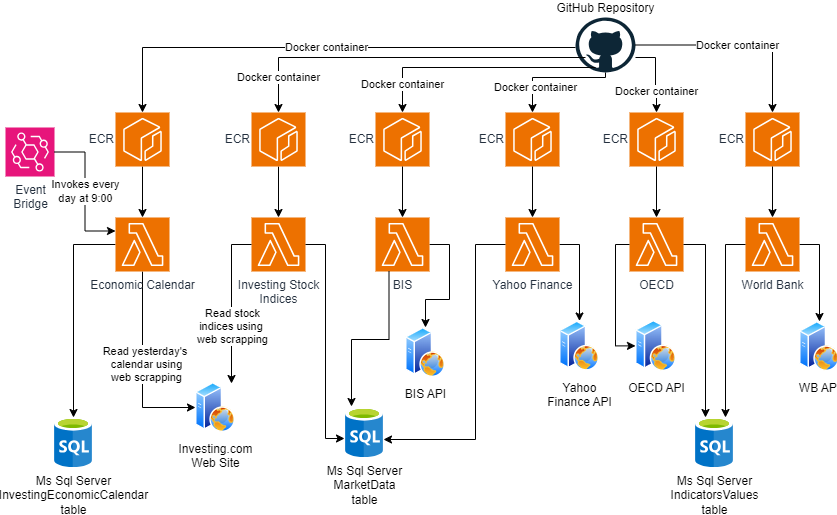 GitHub Repository
Docker container
Docker container
Docker container
Docker container
Docker container
Docker container
ECR
ECR
ECR
ECR
ECR
ECR
Event
Bridge
Invokes every
day at 9:00
Economic Calendar
Investing Stock
Indices
BIS
Yahoo Finance
OECD
World Bank
Read stock
indices using
web scrapping
Read yesterday's
calendar using
web scrapping
BIS API
Yahoo
Finance API
OECD API
WB AP
Investing.com
Web Site
SQL
SQL
SQL
Ms Sql Server
InvestingEconomicCalendar
table
Ms Sql Server
MarketData
table
Ms Sql Server
IndicatorsValues
table